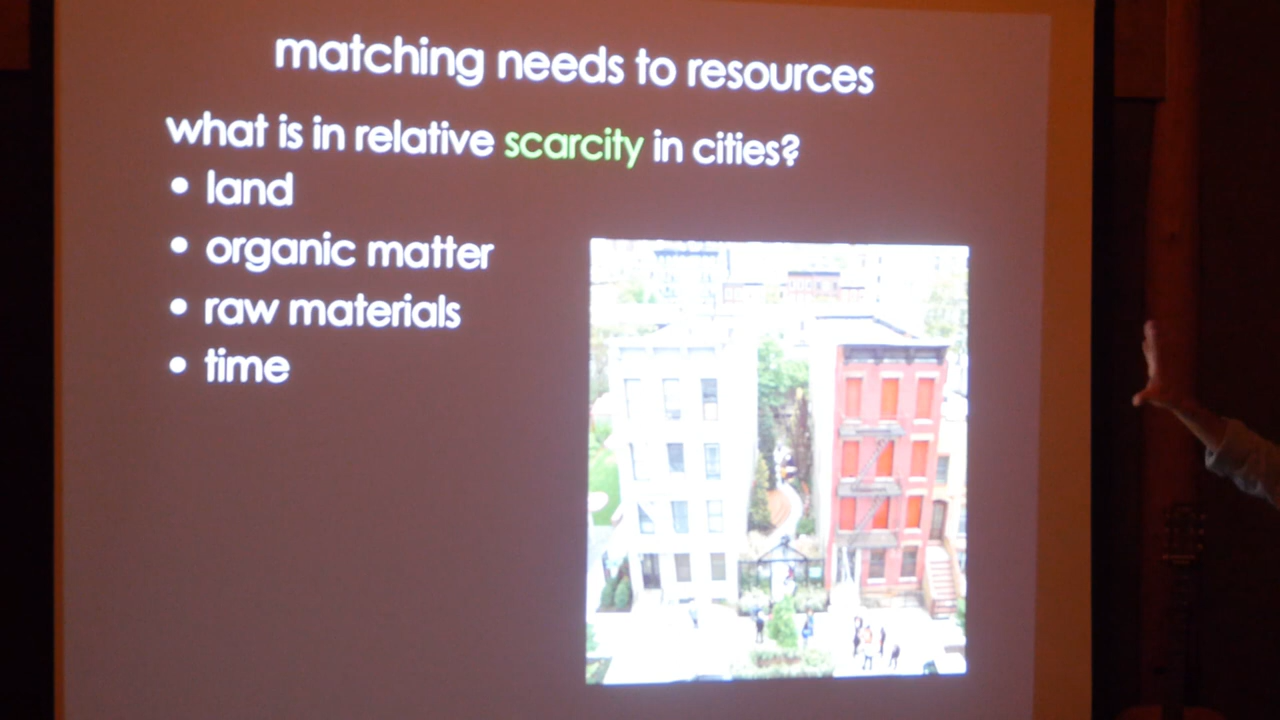 matching needs to resources
what is in relative scarcity in cities?
• land
• organic matter
• raw materials
• time